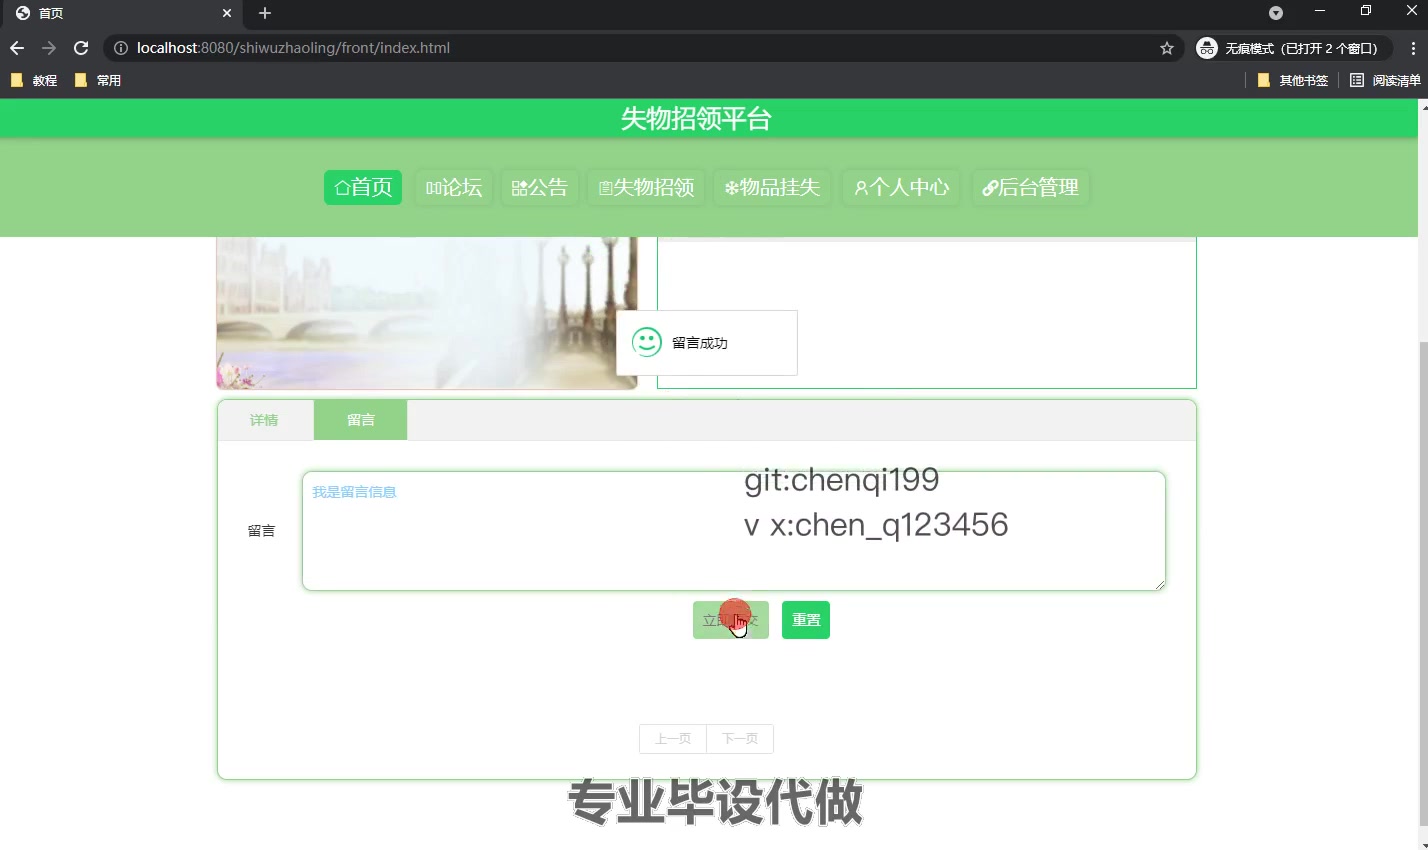 首页
localhost:8080/shiwuzhaoling/front/index.html
无痕模式（已打开 2 个窗口）
教程 常用 其他书签 阅读清单
失物招领平台
首页 论坛 公告 失物招领 物品挂失 个人中心 后台管理
留言成功
详情 留言
我是留言信息
git:chenqi199
v x:chen_q123456
留言
重置
上一页 下一页
专业毕设代做